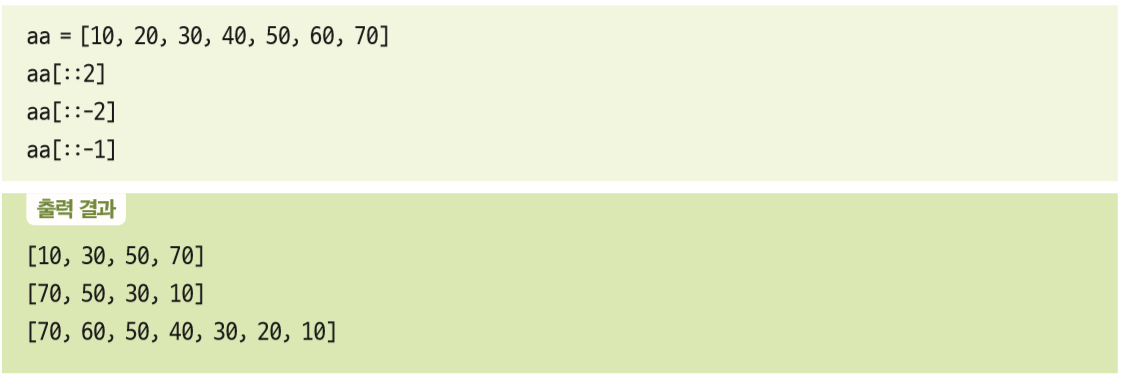 aa = [10, 20, 30, 40, 50, 60, 70]
aa[::2]
aa[::-2]
aa[::-1]
출력 결과
[10, 30, 50, 70]
[70, 50, 30, 10]
[70, 60, 50, 40, 30, 20, 10]